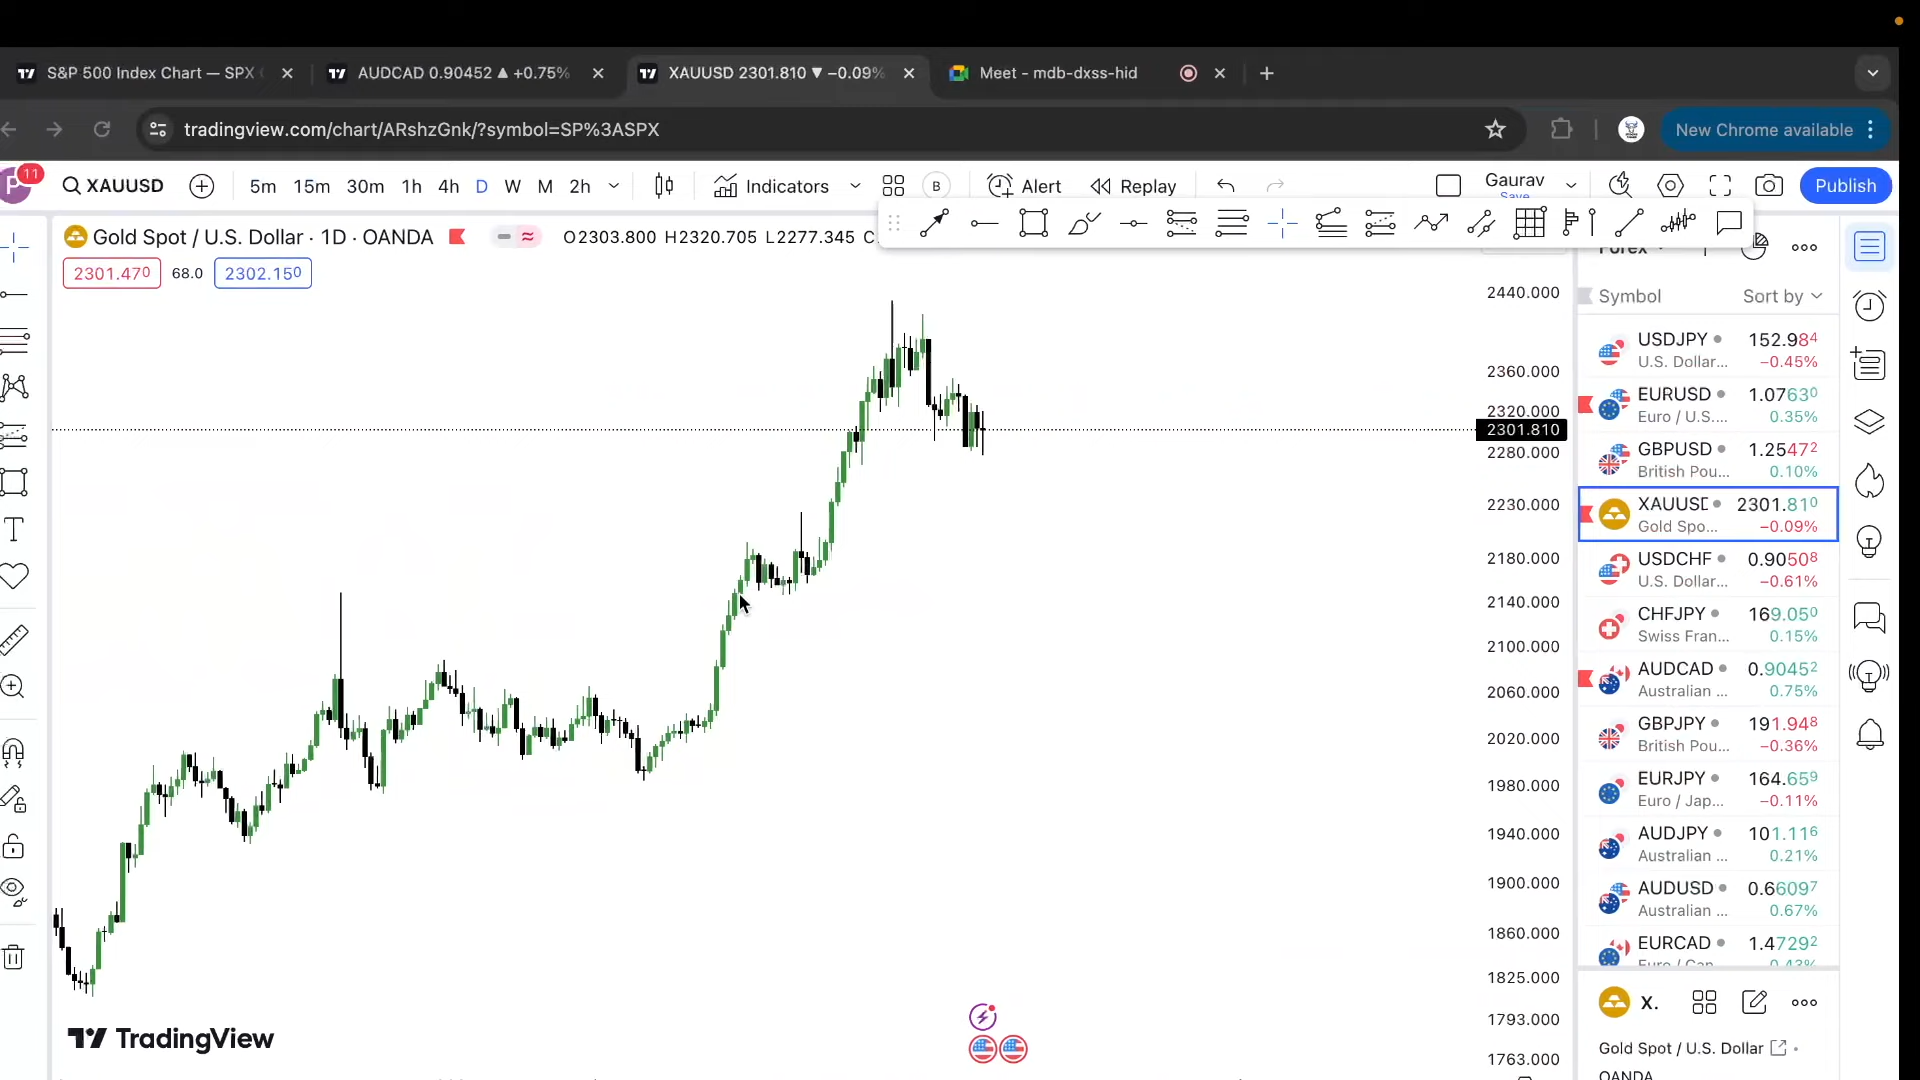 S&P 500 Index Chart — SPX
AUDCAD 0.90452 ▲ +0.75%
XAUUSD 2301.810 ▼ −0.09%
Meet - mdb-dxss-hid
tradingview.com/chart/ARshzGnk/?symbol=SP%3ASPX
New Chrome available
P 11
XAUUSD
5m 15m 30m 1h 4h D W M 2h
Indicators
B
Alert
Replay
Gaurav
Save
Publish
Gold Spot / U.S. Dollar · 1D · OANDA
O2303.800 H2320.705 L2277.345 C
2301.470 68.0 2302.150
Symbol Sort by
2440.000
2360.000
2320.000
2301.810
2280.000
2230.000
2180.000
2140.000
2100.000
2060.000
2020.000
1980.000
1940.000
1900.000
1860.000
1825.000
1793.000
1763.000
Forex
USDJPY 152.984
U.S. Dollar... −0.45%
EURUSD 1.07630
Euro / U.S.... 0.35%
GBPUSD 1.25472
British Pou... 0.10%
XAUUSD 2301.810
Gold Spo... −0.09%
USDCHF 0.90508
U.S. Dollar... −0.61%
CHFJPY 169.050
Swiss Fran... 0.15%
AUDCAD 0.90452
Australian ... 0.75%
GBPJPY 191.948
British Pou... −0.36%
EURJPY 164.659
Euro / Jap... −0.11%
AUDJPY 101.116
Australian ... 0.21%
AUDUSD 0.66097
Australian ... 0.67%
EURCAD 1.47292
Euro / Can... 0.43%
X.
Gold Spot / U.S. Dollar
OANDA
TradingView